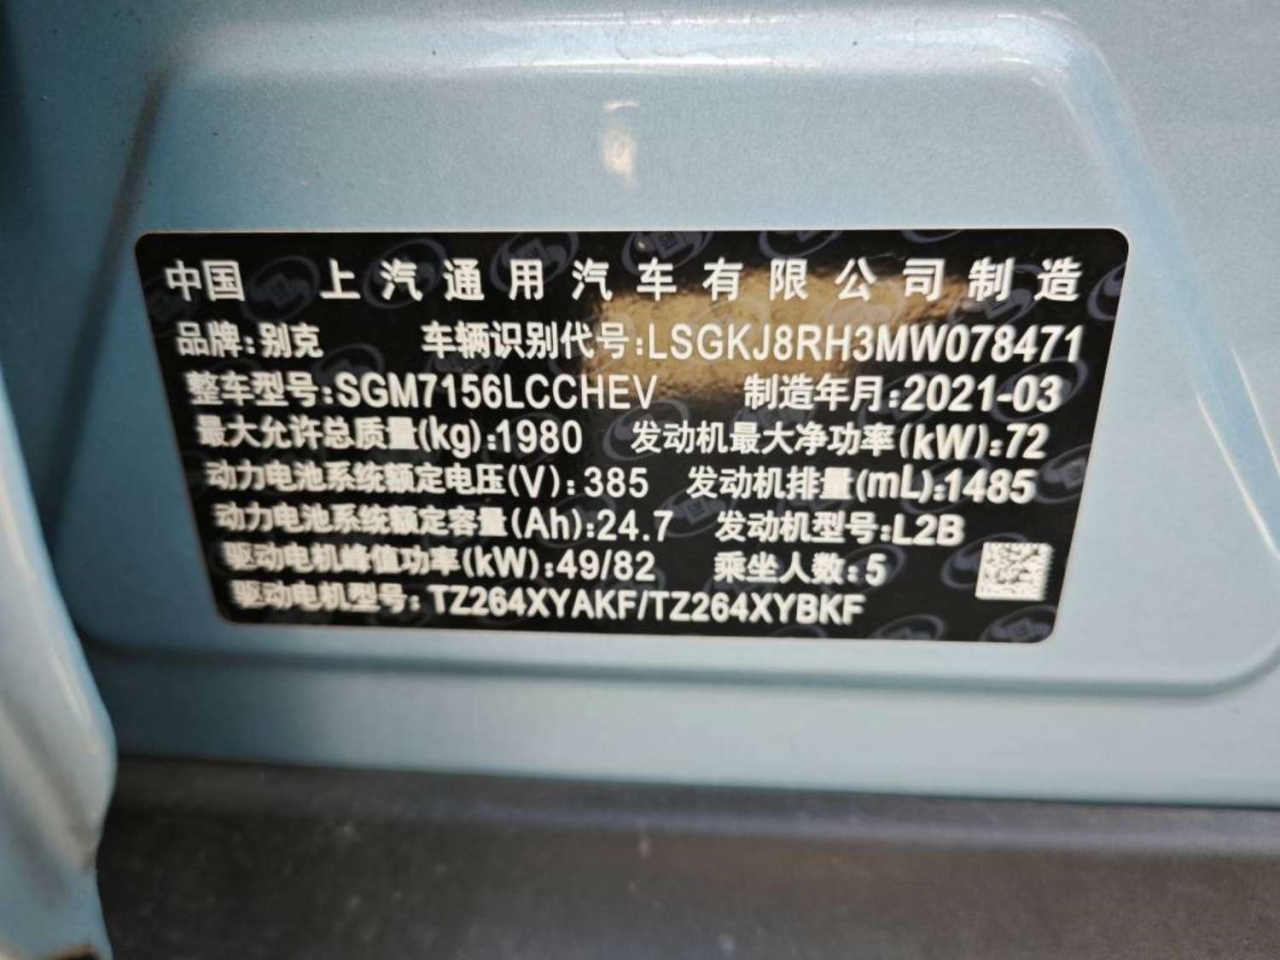 中国 上汽通用汽车有限公司制造
品牌:别克 车辆识别代号:LSGKJ8RH3MW078471
整车型号:SGM7156LCCHEV 制造年月:2021-03
最大允许总质量(kg):1980 发动机最大净功率(kW):72
动力电池系统额定电压(V):385 发动机排量(mL):1485
动力电池系统额定容量(Ah):24.7 发动机型号:L2B
驱动电机峰值功率(kW):49/82 乘坐人数:5
驱动电机型号:TZ264XYAKF/TZ264XYBKF